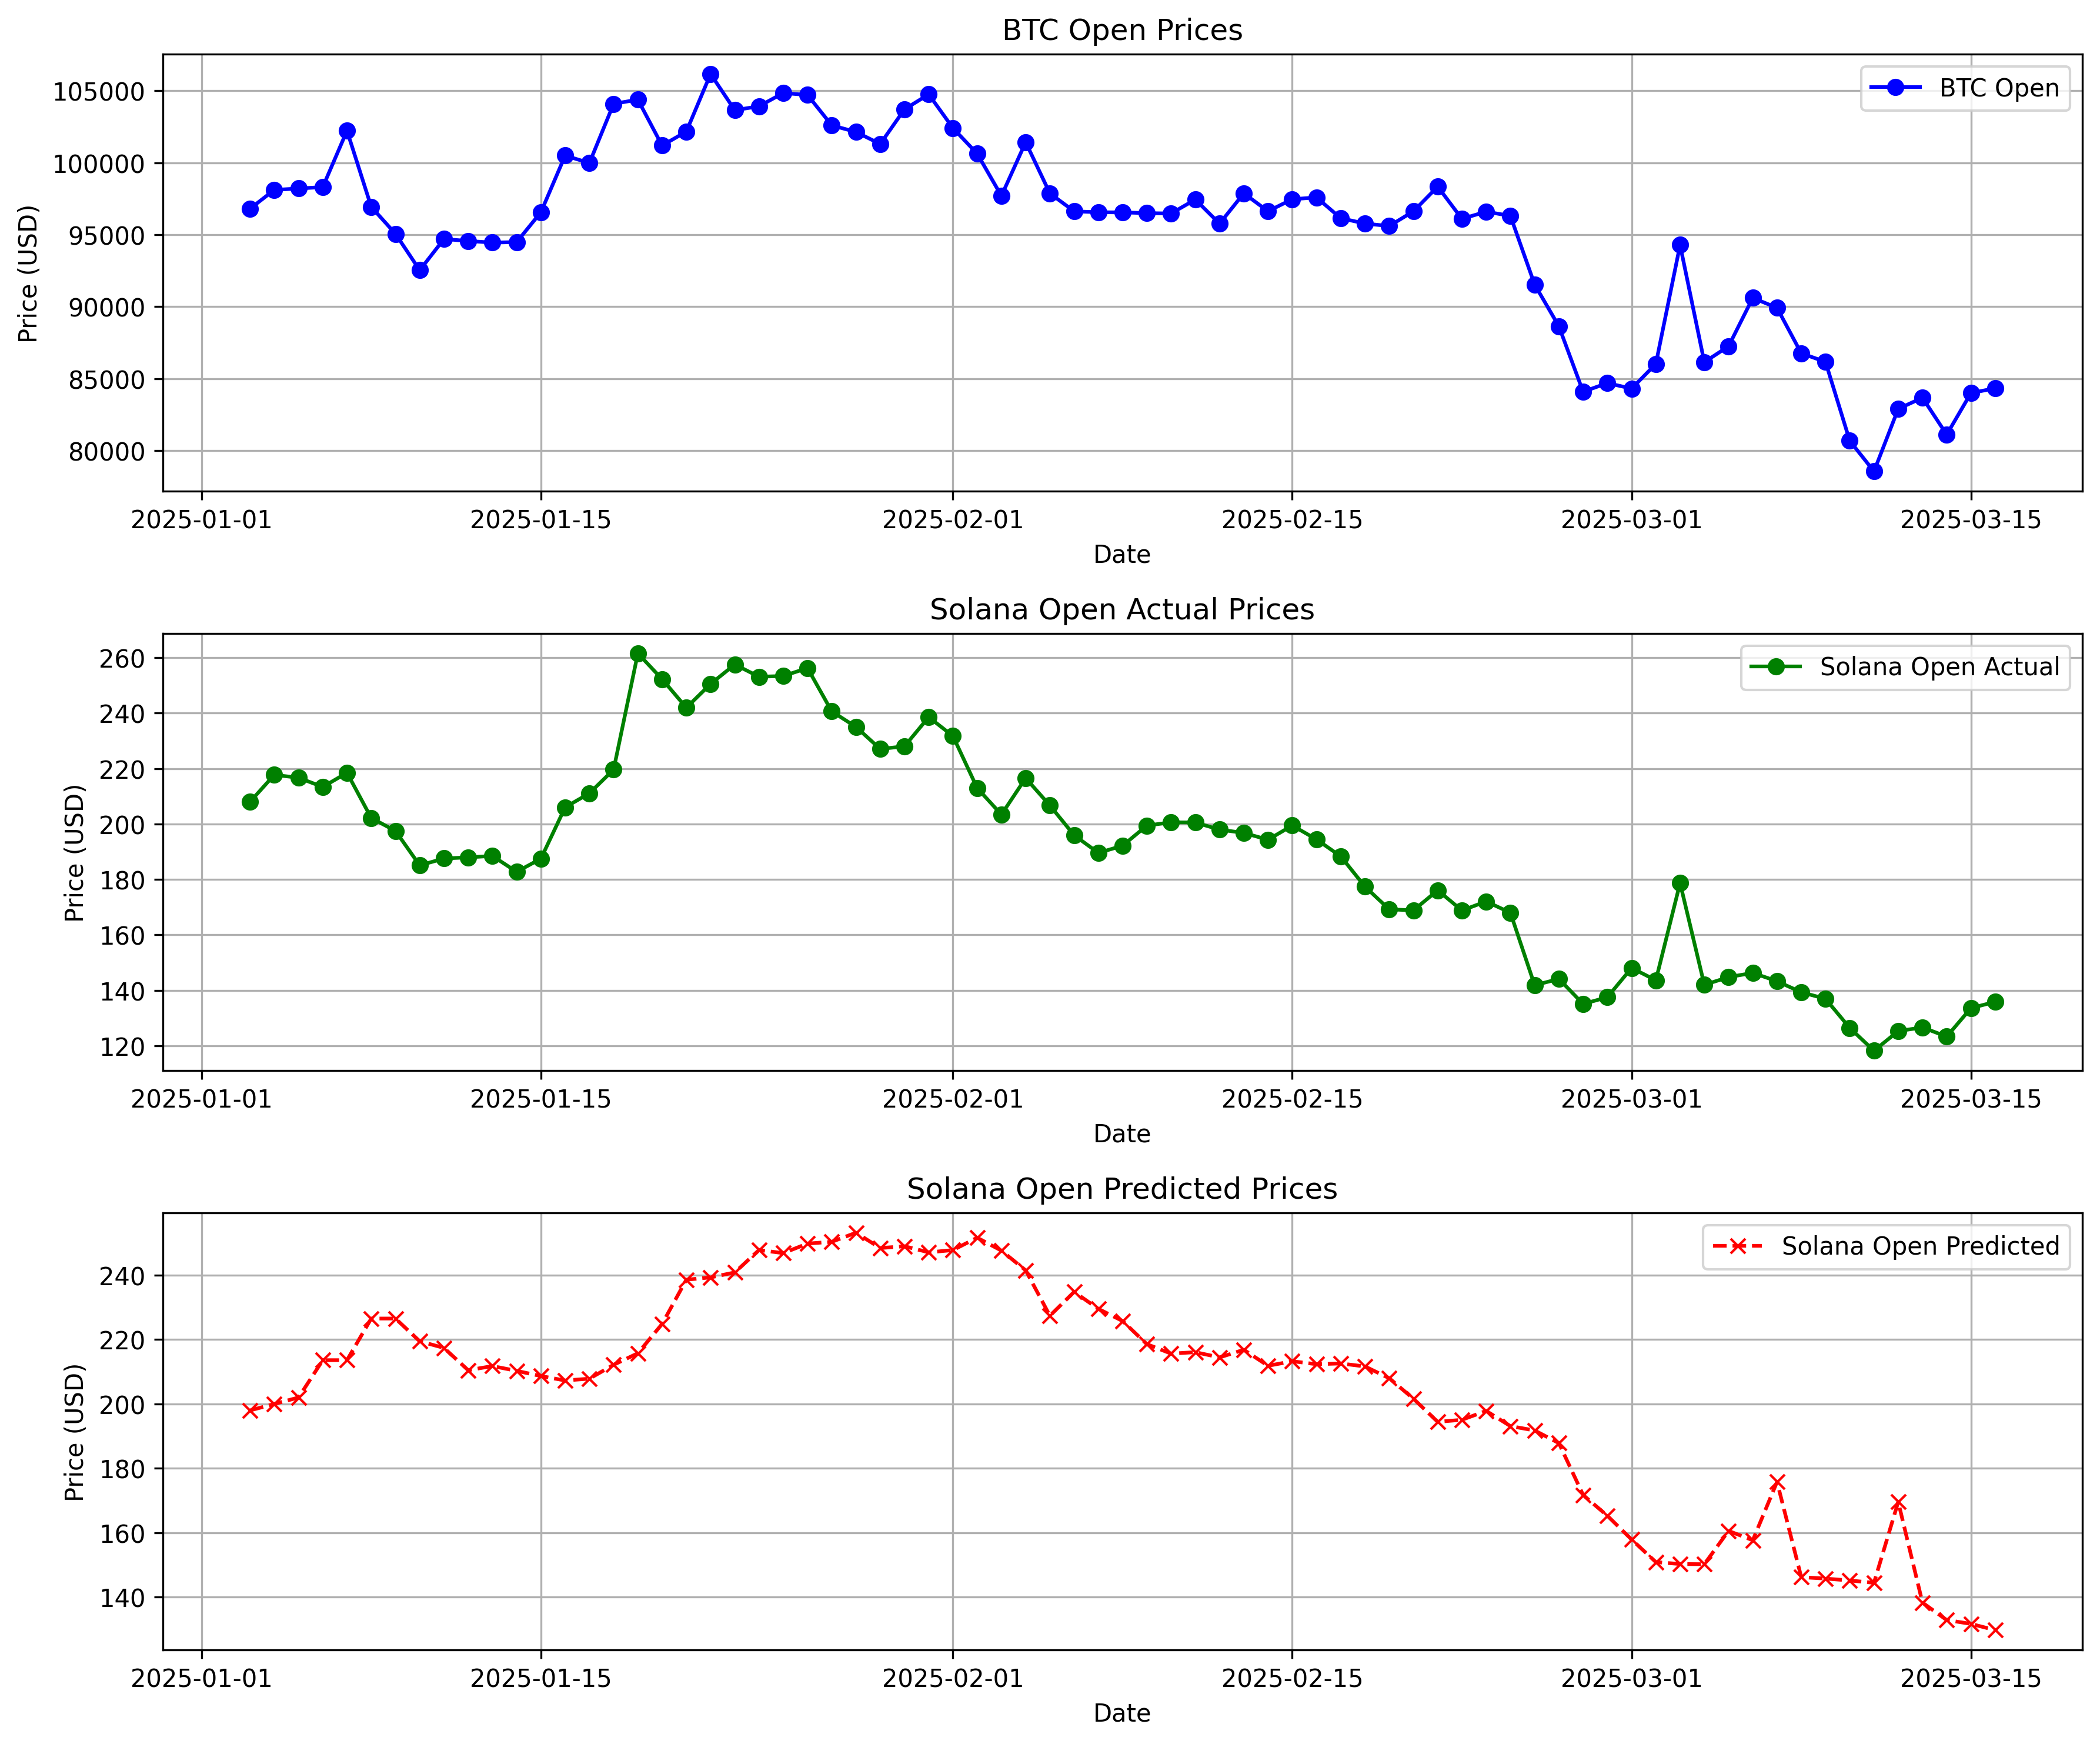 BTC Open Prices
BTC Open
105000
100000
95000
90000
85000
80000
Price (USD)
2025-01-01 2025-01-15 2025-02-01 2025-02-15 2025-03-01 2025-03-15
Date
Solana Open Actual Prices
Solana Open Actual
260
240
220
200
180
160
140
120
Price (USD)
2025-01-01 2025-01-15 2025-02-01 2025-02-15 2025-03-01 2025-03-15
Date
Solana Open Predicted Prices
Solana Open Predicted
240
220
200
180
160
140
Price (USD)
2025-01-01 2025-01-15 2025-02-01 2025-02-15 2025-03-01 2025-03-15
Date